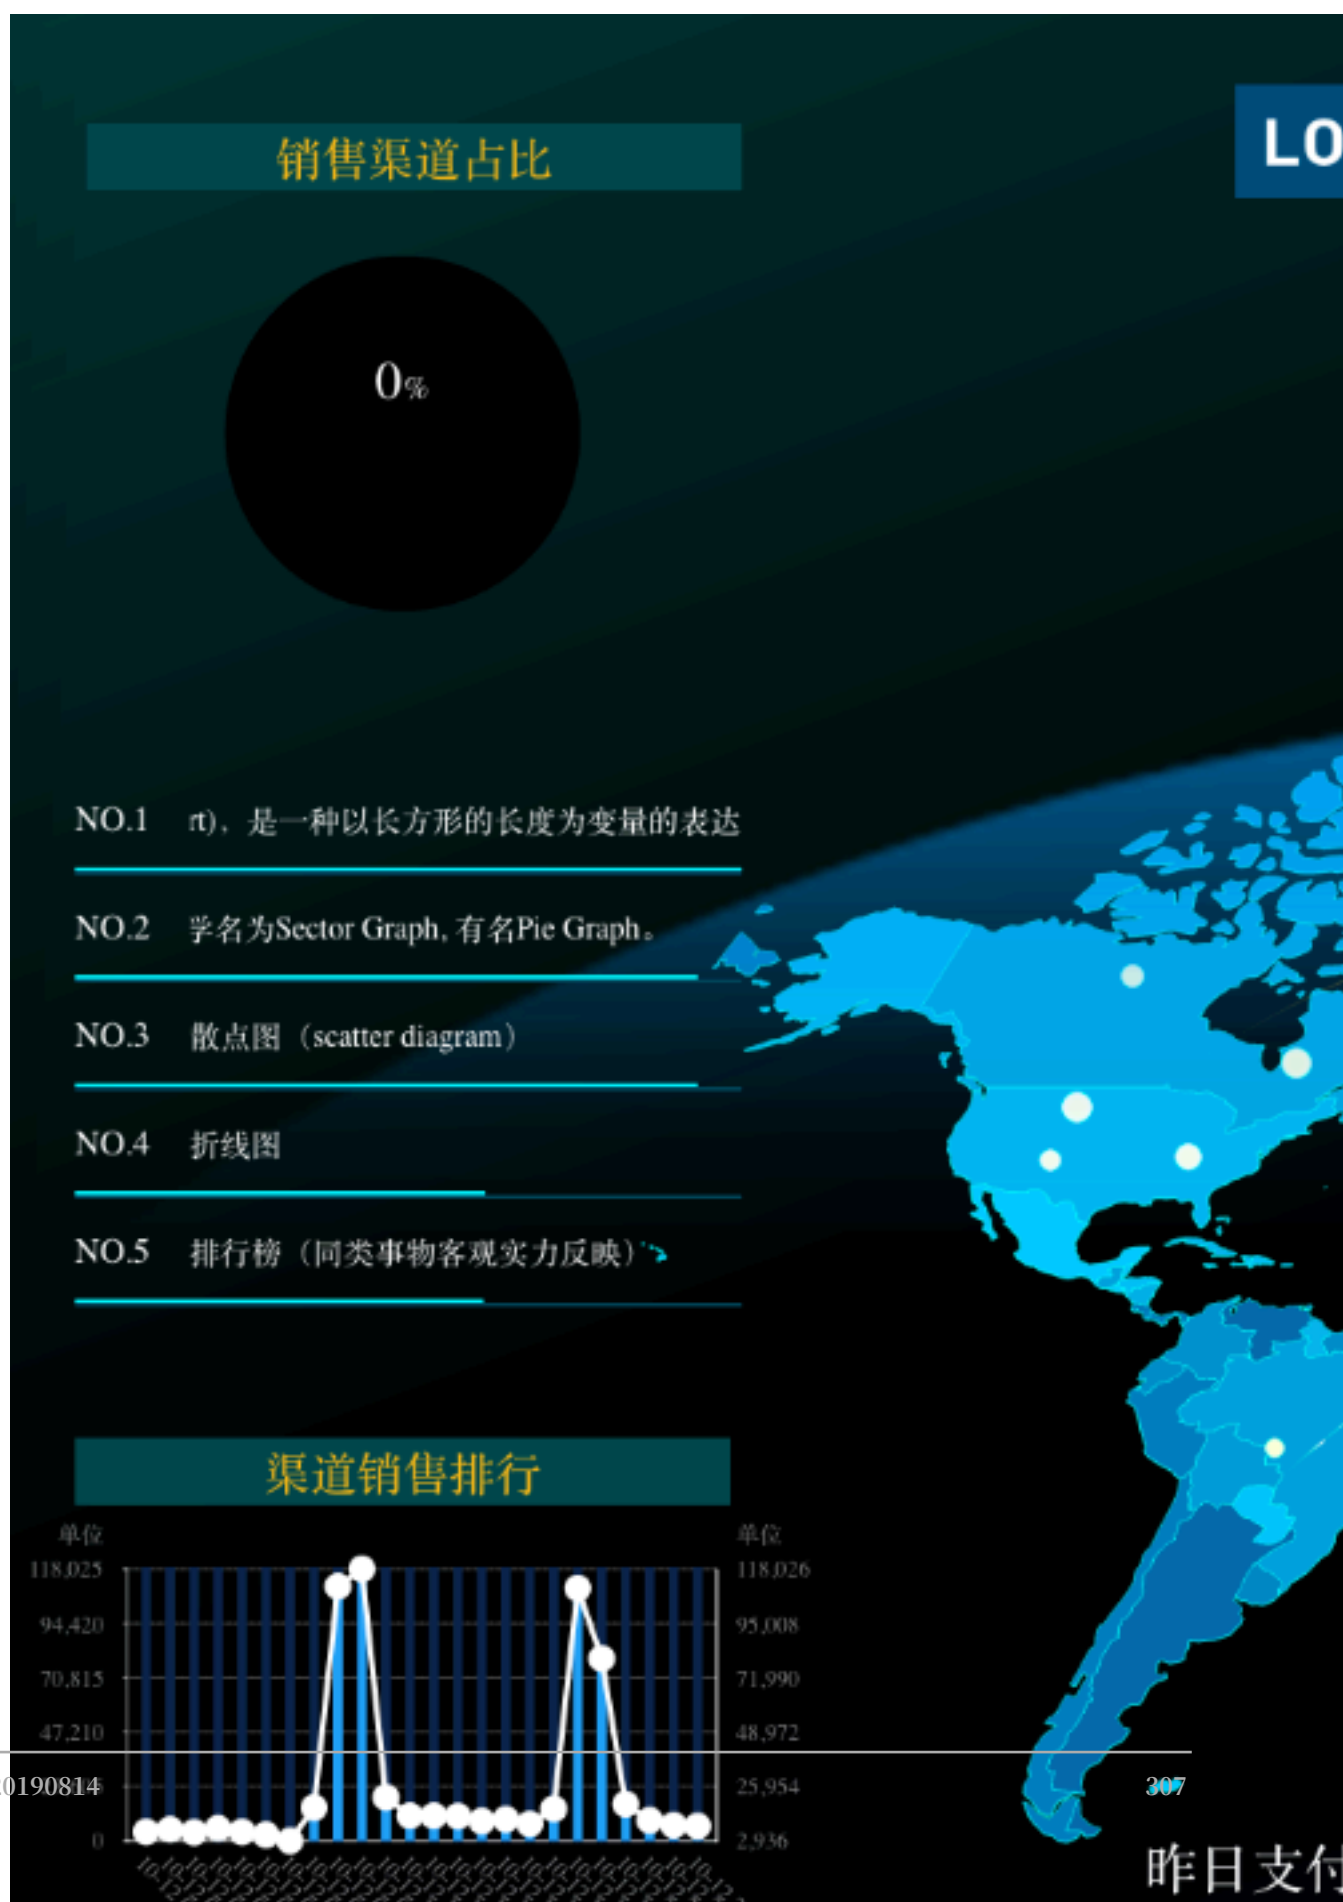 LO
销售渠道占比
0%
NO.1 rt)，是一种以长方形的长度为变量的表达
NO.2 学名为Sector Graph, 有名Pie Graph。
NO.3 散点图（scatter diagram）
NO.4 折线图
NO.5 排行榜（同类事物客观实力反映）
渠道销售排行
单位 单位
118,025 118,026
94,420 95,008
70,815 71,990
47,210 48,972
0190814 25,954 307
0 2,936
昨日支付